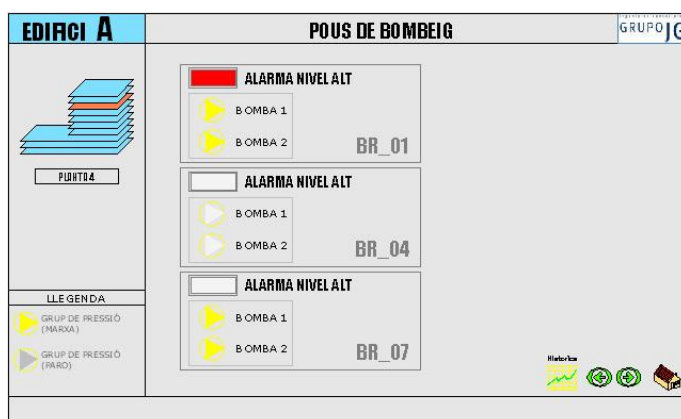 EDIFICI A
POUS DE BOMBEIG
GRUPO JG
PLANTA 4
ALARMA NIVEL ALT
BOMBA 1
BOMBA 2
BR_01
ALARMA NIVEL ALT
BOMBA 1
BOMBA 2
BR_04
ALARMA NIVEL ALT
BOMBA 1
BOMBA 2
BR_07
LLEGENDA
GRUP DE PRESSIÓ
(MARXA)
GRUP DE PRESSIÓ
(PARO)
Historics